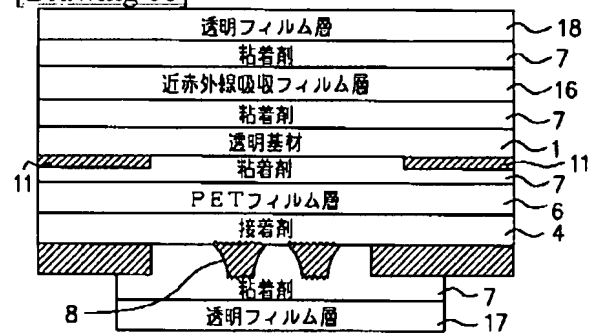 透明フィルム層 18
粘着剤 7
近赤外線吸収フィルム層 16
粘着剤 7
透明基材 1
11 粘着剤 11
7
PETフィルム層 6
接着剤 4
8 粘着剤 7
透明フィルム層 17